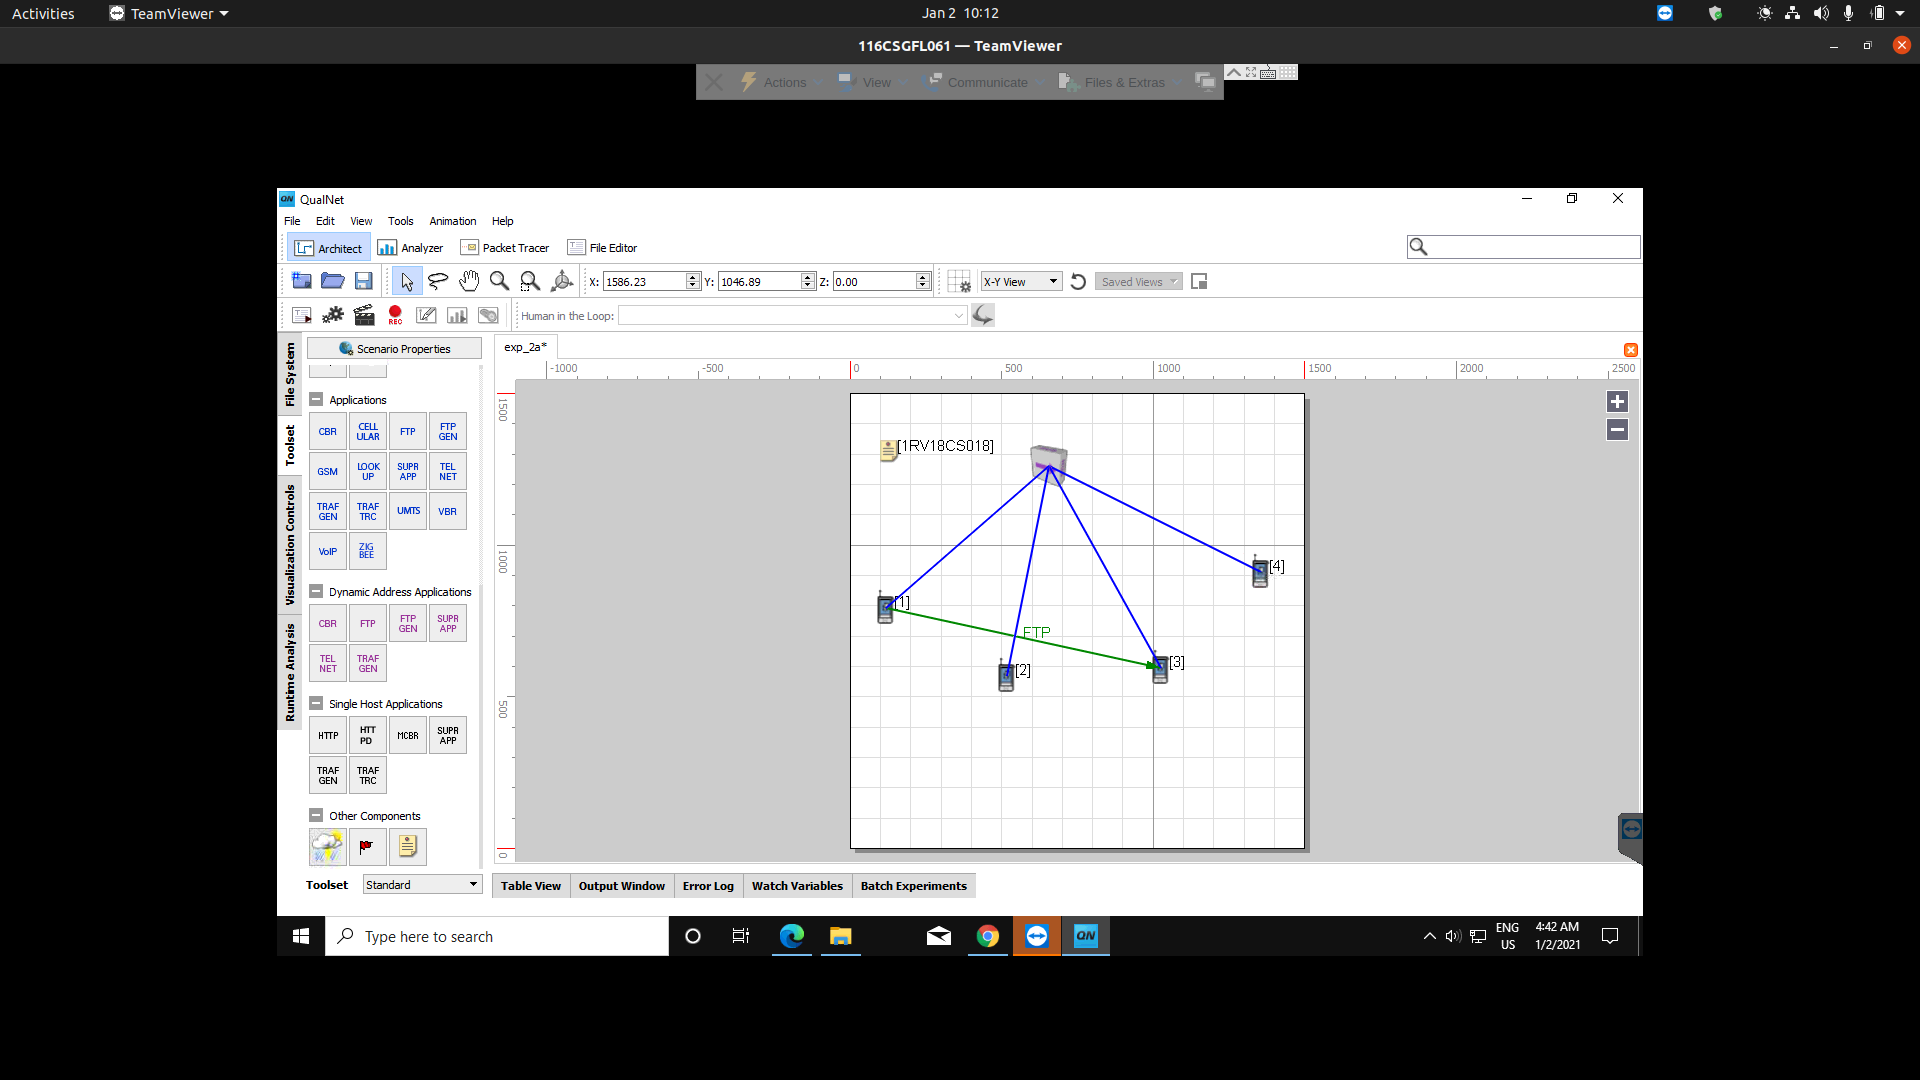 Activities
TeamViewer
Jan 2 10:12
116CSGFL061 — TeamViewer
Actions
View
Communicate
Files & Extras
QN QualNet
File Edit View Tools Animation Help
Architect Analyzer Packet Tracer File Editor
X: 1586.23 Y: 1046.89 Z: 0.00 X-Y View Saved Views
REC Human in the Loop:
File System
Toolset
Visualization Controls
Runtime Analysis
Scenario Properties
Applications
CBR CELL ULAR FTP FTP GEN
GSM LOOK UP SUPR APP TEL NET
TRAF GEN TRAF TRC UMTS VBR
VoIP ZIG BEE
Dynamic Address Applications
CBR FTP FTP GEN SUPR APP
TEL NET TRAF GEN
Single Host Applications
HTTP HTT PD MCBR SUPR APP
TRAF GEN TRAF TRC
Other Components
Toolset Standard
exp_2a*
-1000 -500 0 500 1000 1500 2000 2500
1500
1000
500
0
[1RV18CS018]
[4]
[1]
FTP
[3]
[2]
Table View Output Window Error Log Watch Variables Batch Experiments
Type here to search
QN
ENG
US
4:42 AM
1/2/2021